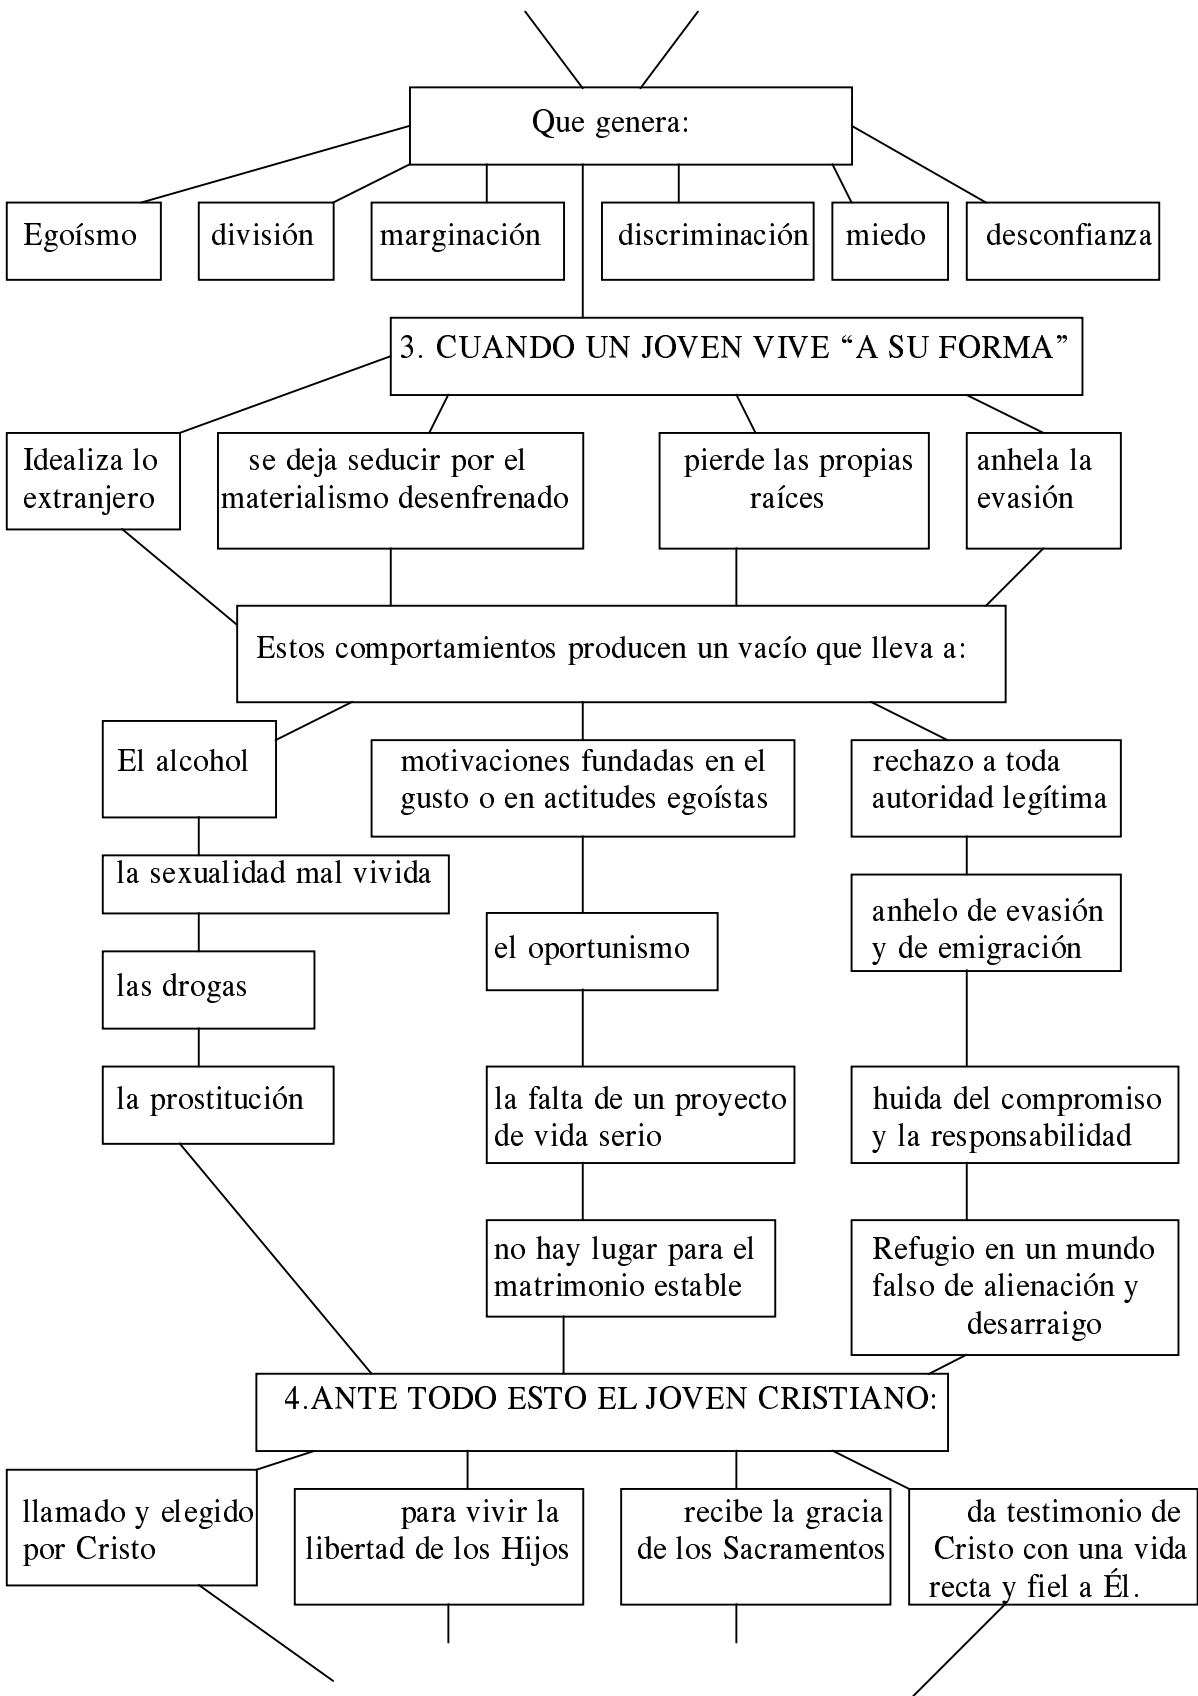 Que genera:
Egoísmo
división
marginación
discriminación
miedo
desconfianza
3. CUANDO UN JOVEN VIVE “A SU FORMA”
Idealiza lo
extranjero
se deja seducir por el
materialismo desenfrenado
pierde las propias
raíces
anhela la
evasión
Estos comportamientos producen un vacío que lleva a:
El alcohol
la sexualidad mal vivida
las drogas
la prostitución
motivaciones fundadas en el
gusto o en actitudes egoístas
el oportunismo
la falta de un proyecto
de vida serio
no hay lugar para el
matrimonio estable
rechazo a toda
autoridad legítima
anhelo de evasión
y de emigración
huida del compromiso
y la responsabilidad
Refugio en un mundo
falso de alienación y
desarraigo
4.ANTE TODO ESTO EL JOVEN CRISTIANO:
llamado y elegido
por Cristo
para vivir la
libertad de los Hijos
recibe la gracia
de los Sacramentos
da testimonio de
Cristo con una vida
recta y fiel a Él.